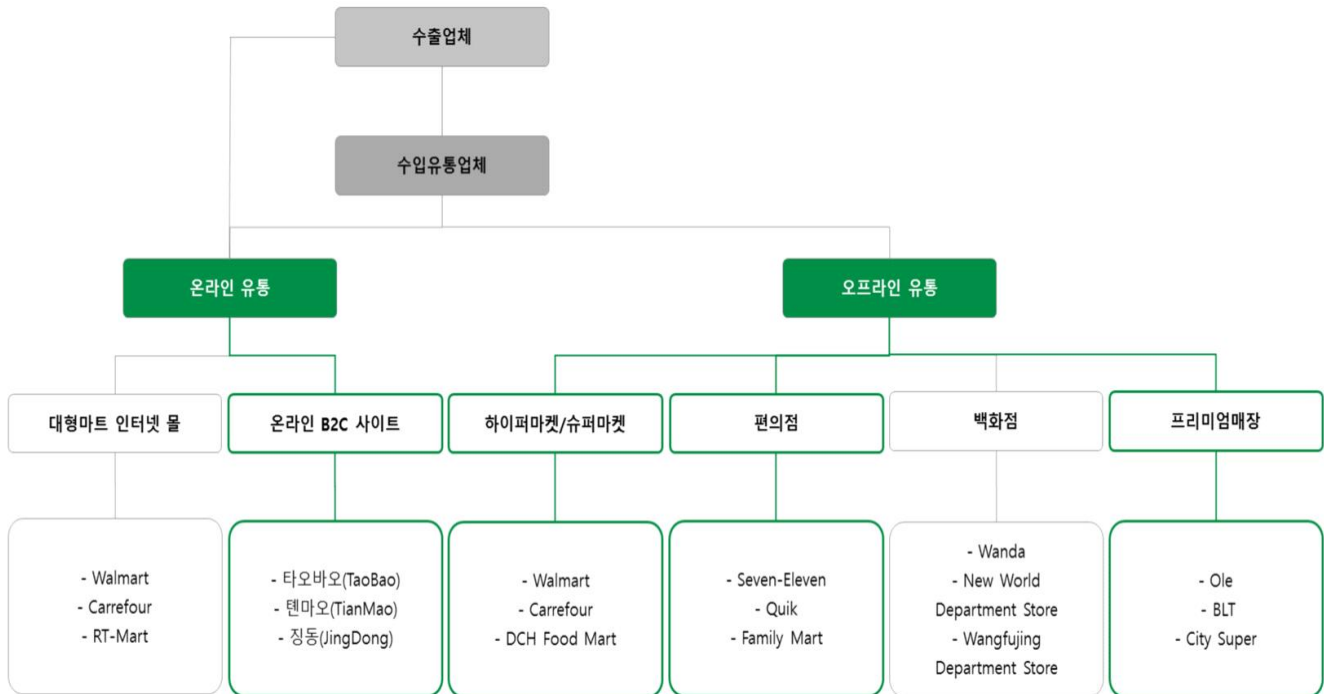 수출업체
수입유통업체
온라인 유통
오프라인 유통
대형마트 인터넷 몰
온라인 B2C 사이트
하이퍼마켓/슈퍼마켓
편의점
백화점
프리미엄매장
- Walmart
- Carrefour
- RT-Mart
- 타오바오(TaoBao)
- 톈마오(TianMao)
- 징동(JingDong)
- Walmart
- Carrefour
- DCH Food Mart
- Seven-Eleven
- Quik
- Family Mart
- Wanda
- New World
Department Store
- Wangfujing
Department Store
- Ole
- BLT
- City Super